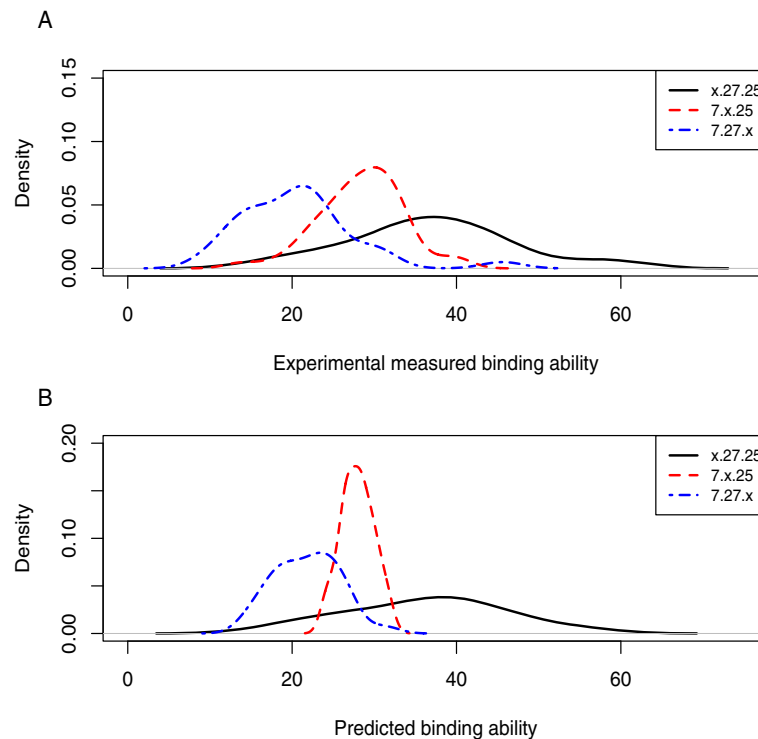 A
Density
0.00 0.05 0.10 0.15
x.27.25
7.x.25
7.27.x
0 20 40 60
Experimental measured binding ability
B
Density
0.00 0.10 0.20
x.27.25
7.x.25
7.27.x
0 20 40 60
Predicted binding ability